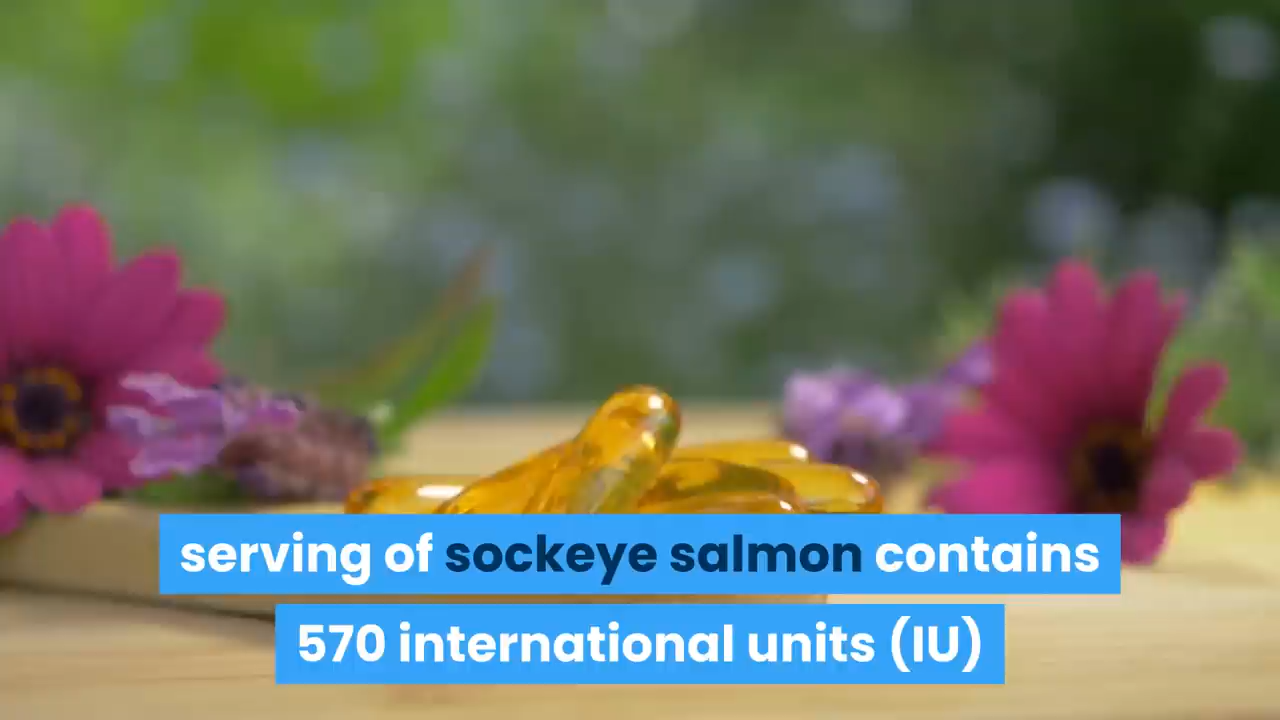 serving of sockeye salmon contains
570 international units (IU)